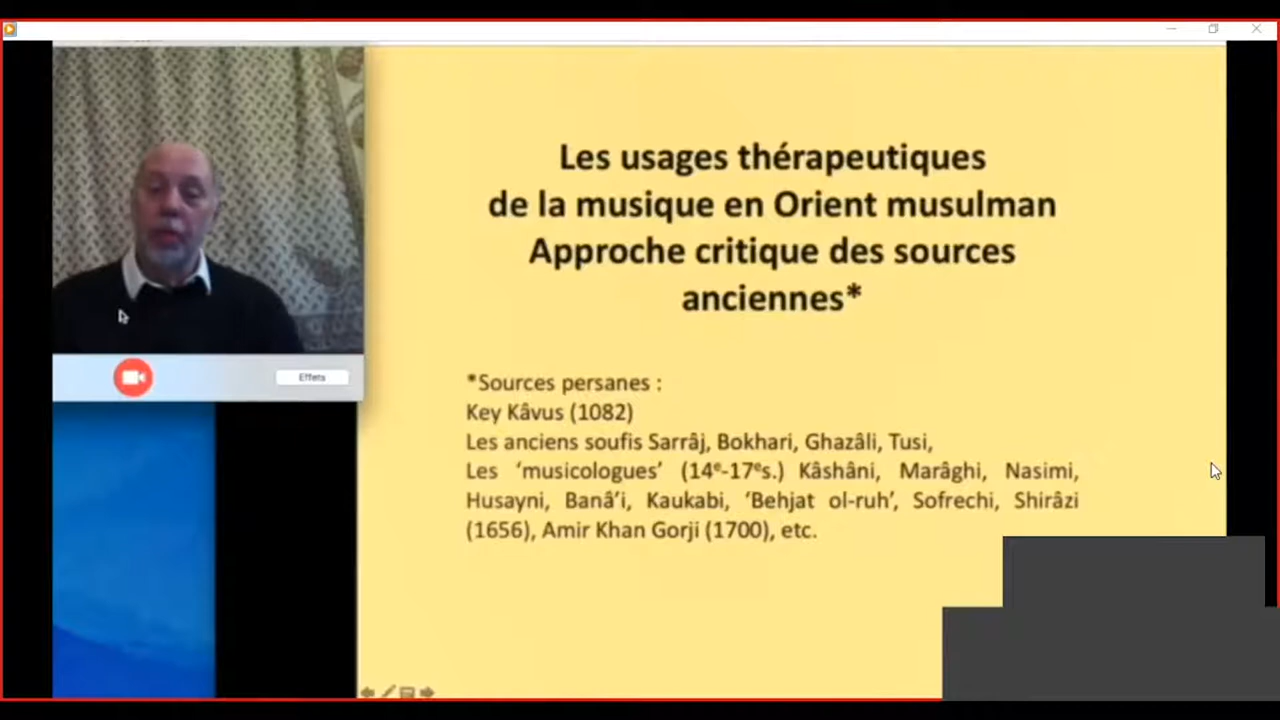 Les usages thérapeutiques
de la musique en Orient musulman
Approche critique des sources
anciennes*
*Sources persanes :
Key Kâvus (1082)
Les anciens soufis Sarrâj, Bokhari, Ghazâli, Tusi,
Les ‘musicologues’ (14ᵉ-17ᵉs.) Kâshâni, Marâghi, Nasimi,
Husayni, Banâ’i, Kaukabi, ‘Behjat ol-ruh’, Sofrechi, Shirâzi
(1656), Amir Khan Gorji (1700), etc.
Effets